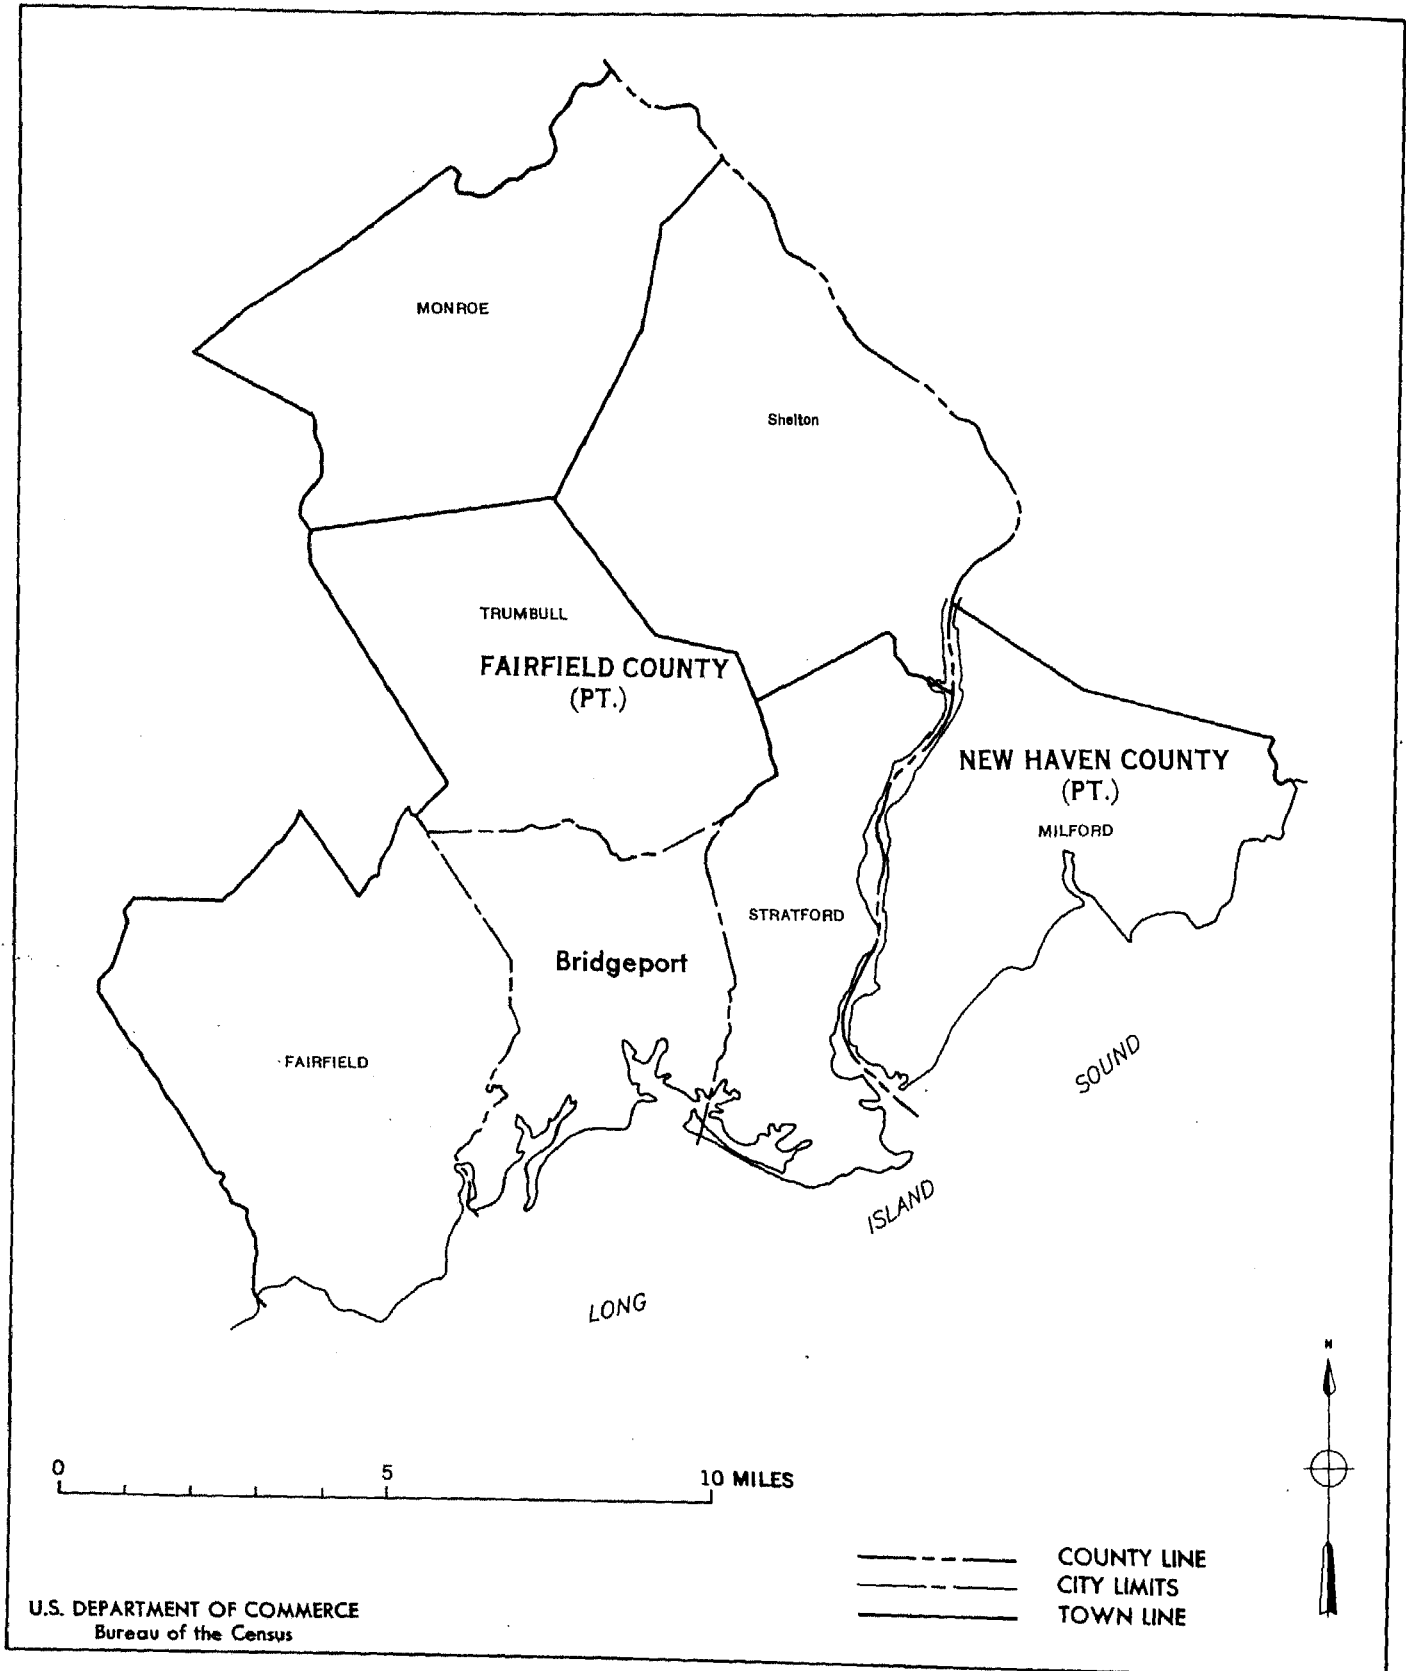 MONROE
Shelton
TRUMBULL
FAIRFIELD COUNTY
(PT.)
NEW HAVEN COUNTY
(PT.)
MILFORD
STRATFORD
Bridgeport
FAIRFIELD
SOUND
ISLAND
LONG
N
0 5 10 MILES
COUNTY LINE
CITY LIMITS
TOWN LINE
U.S. DEPARTMENT OF COMMERCE
Bureau of the Census